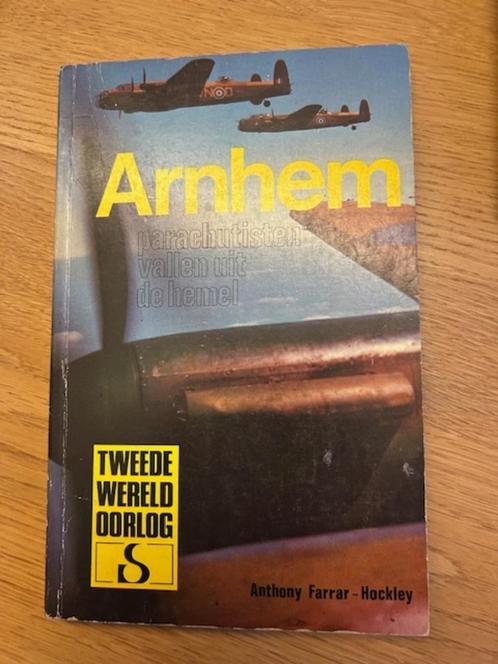 Arnhem
parachutisten
vallen uit
de hemel
TWEEDE
WERELD
OORLOG
S
Anthony Farrar-Hockley